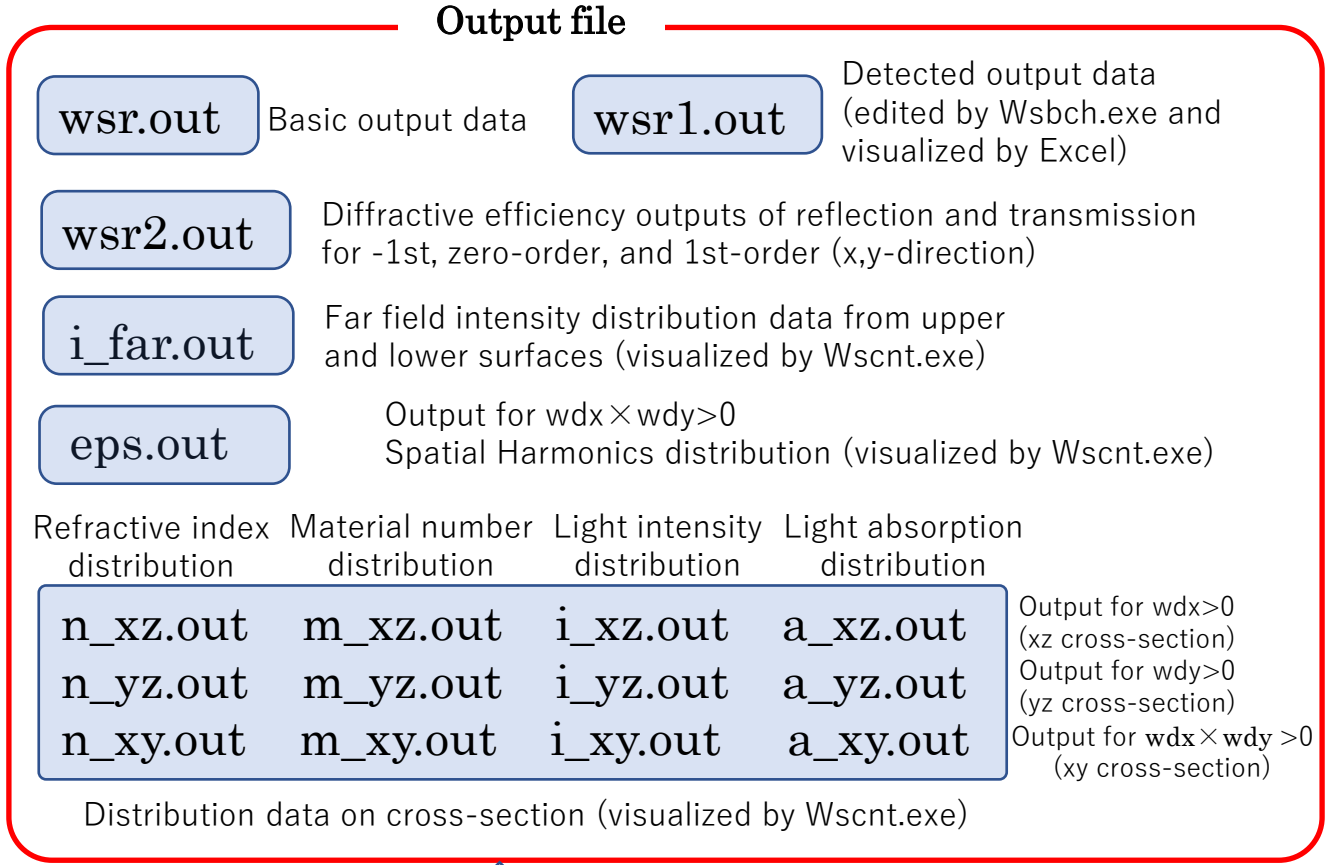 Output file
wsr.out
Basic output data
wsr1.out
Detected output data
(edited by Wsbch.exe and
visualized by Excel)
wsr2.out
Diffractive efficiency outputs of reflection and transmission
for -1st, zero-order, and 1st-order (x,y-direction)
i_far.out
Far field intensity distribution data from upper
and lower surfaces (visualized by Wscnt.exe)
eps.out
Output for wdx×wdy>0
Spatial Harmonics distribution (visualized by Wscnt.exe)
Refractive index
distribution
Material number
distribution
Light intensity
distribution
Light absorption
distribution
n_xz.out m_xz.out i_xz.out a_xz.out
Output for wdx>0
(xz cross-section)
n_yz.out m_yz.out i_yz.out a_yz.out
Output for wdy>0
(yz cross-section)
n_xy.out m_xy.out i_xy.out a_xy.out
Output for wdx×wdy >0
(xy cross-section)
Distribution data on cross-section (visualized by Wscnt.exe)